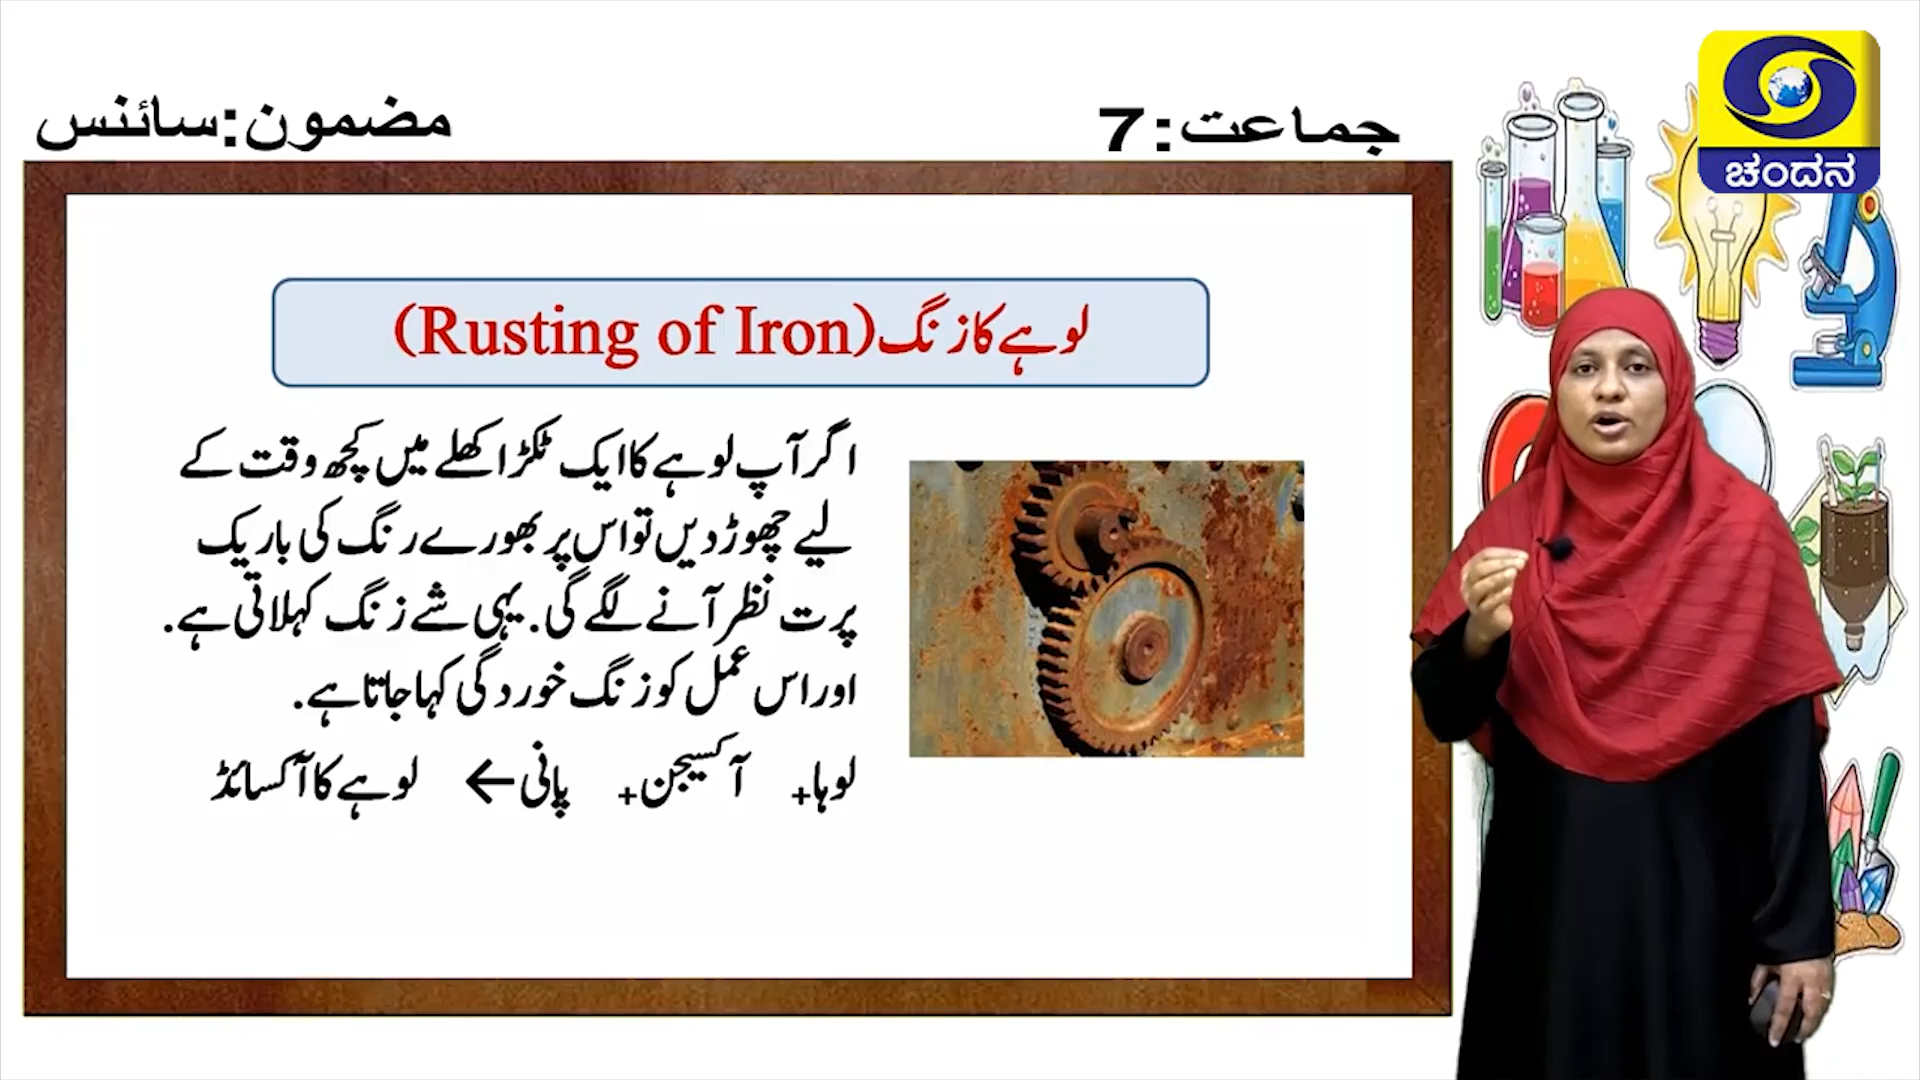 جماعت:7
مضمون:سائنس
ಚಂದನ
لوہے کا زنگ(Rusting of Iron)
اگر آپ لوہے کا ایک ٹکڑا کھلے میں کچھ وقت کے
لیے چھوڑ دیں تو اس پر بھورے رنگ کی باریک
پرت نظر آنے لگے گی. یہی شے زنگ کہلاتی ہے.
اور اس عمل کو زنگ خوردگی کہا جاتا ہے.
لوہا+ آکسیجن+ پانی ← لوہے کا آکسائڈ